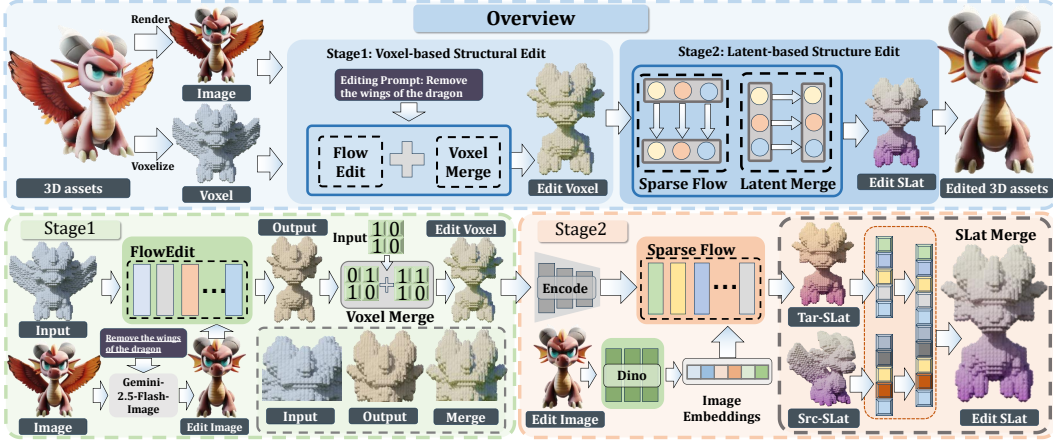 Overview
Render
Image
Voxelize
Voxel
3D assets
Stage1: Voxel-based Structural Edit
Editing Prompt: Remove
the wings of the dragon
Flow
Edit
Voxel
Merge
Edit Voxel
Stage2: Latent-based Structure Edit
Sparse Flow
Latent Merge
Edit SLat
Edited 3D assets
Stage1
Input
FlowEdit
...
Output
Input
1 0
1 0
0 1
1 0
1 1
1 0
Voxel Merge
Edit Voxel
Image
Remove the wings
of the dragon
Gemini-
2.5-Flash-
Image
Edit Image
Input
Output
Merge
Stage2
Encode
Sparse Flow
...
Edit Image
Dino
Image
Embeddings
Tar-SLat
Src-SLat
SLat Merge
Edit SLat